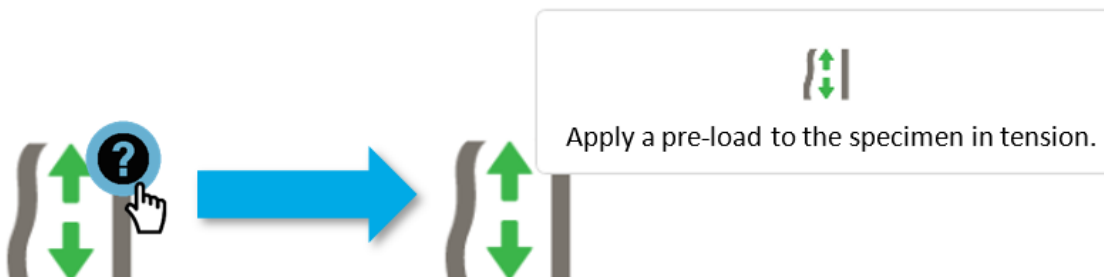 ?
Apply a pre-load to the specimen in tension.